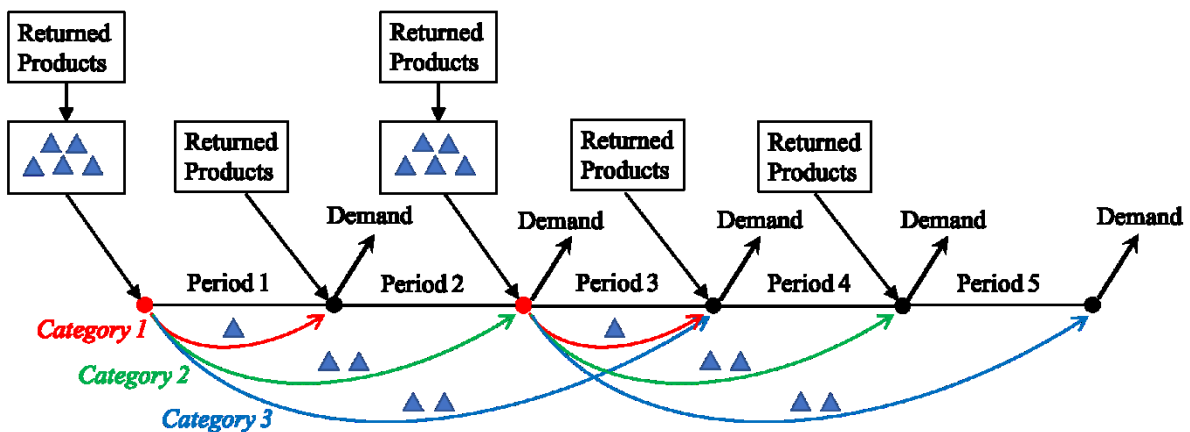 Returned
Products
Returned
Products
Returned
Products
Returned
Products
Returned
Products
Demand
Demand
Demand
Demand
Demand
Period 1
Period 2
Period 3
Period 4
Period 5
Category 1
Category 2
Category 3